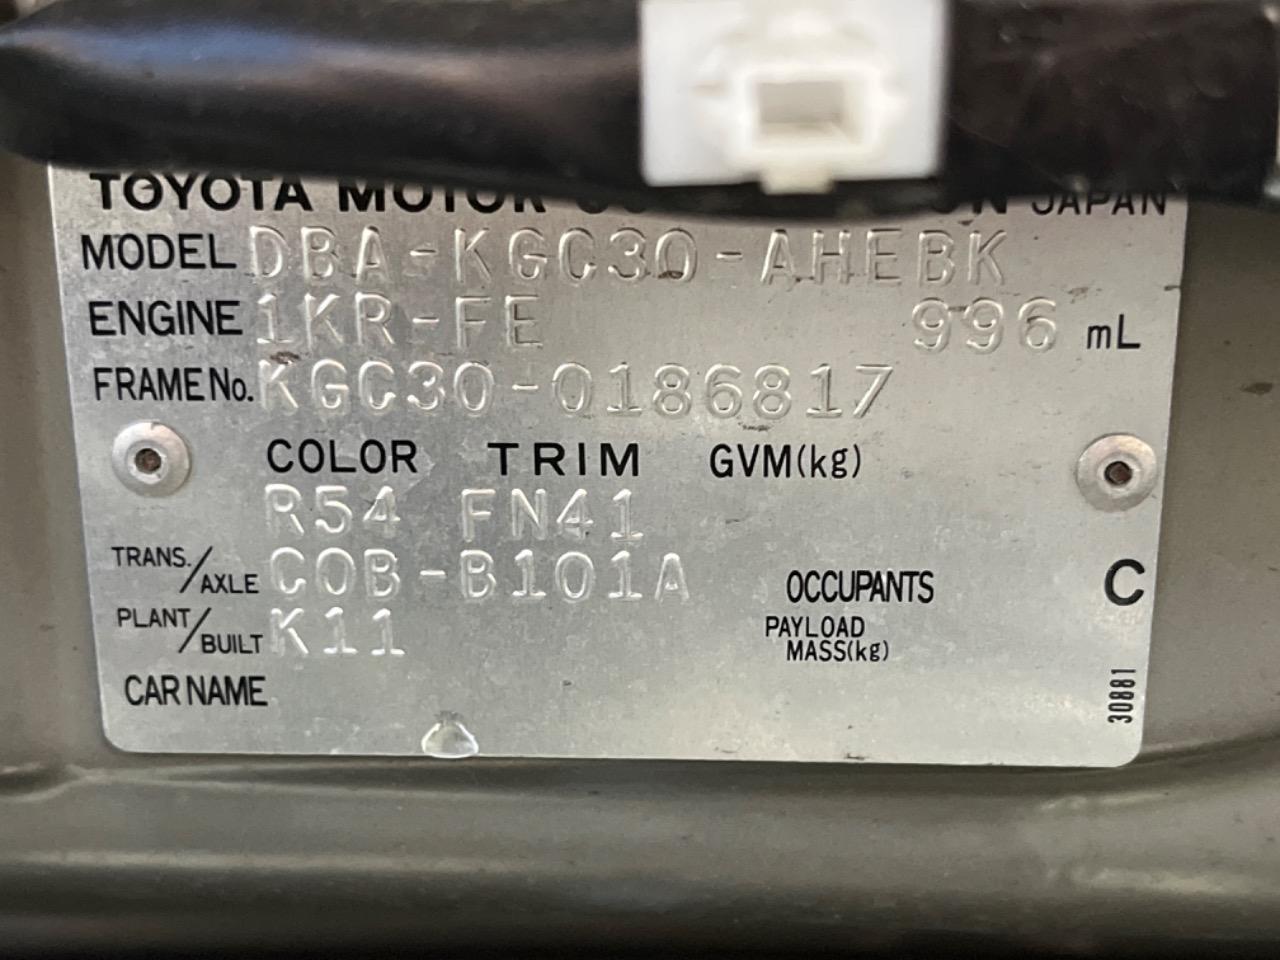 TOYOTA MOTOR JAPAN
MODEL DBA-KGC30-AHEBK
ENGINE 1KR-FE 996 mL
FRAME No. KGC30-0186817
COLOR TRIM GVM(kg)
R54 FN41
TRANS./AXLE C0B-B101A OCCUPANTS C
PLANT/BUILT K11 PAYLOAD MASS(kg)
CAR NAME
30881